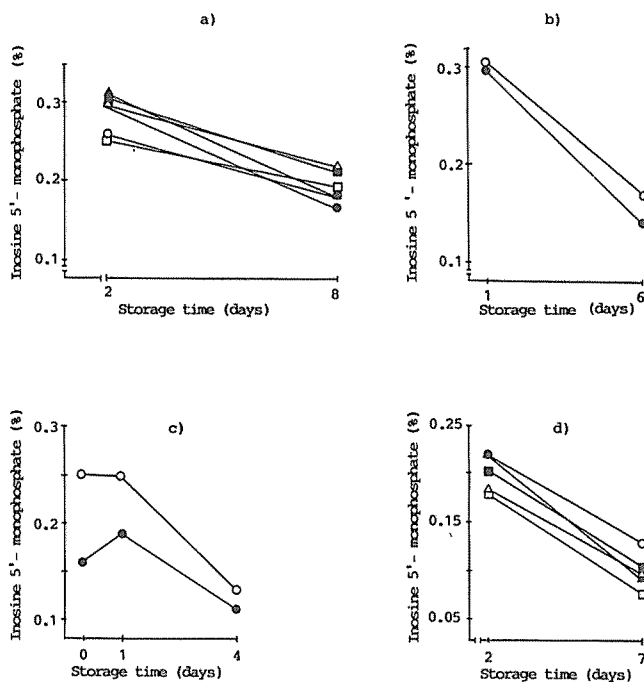 a)
Inosine 5'- monophosphate (%)
0.3
0.2
0.1
2
8
Storage time (days)
b)
Inosine 5 '- monophosphate (%)
0.3
0.2
0.1
1
6
Storage time (days)
c)
Inosine 5'- monophosphate (%)
0.3
0.2
0.1
0
1
4
Storage time (days)
d)
Inosine 5'- monophosphate (%)
0.25
0.15
0.05
2
7
Storage time (days)